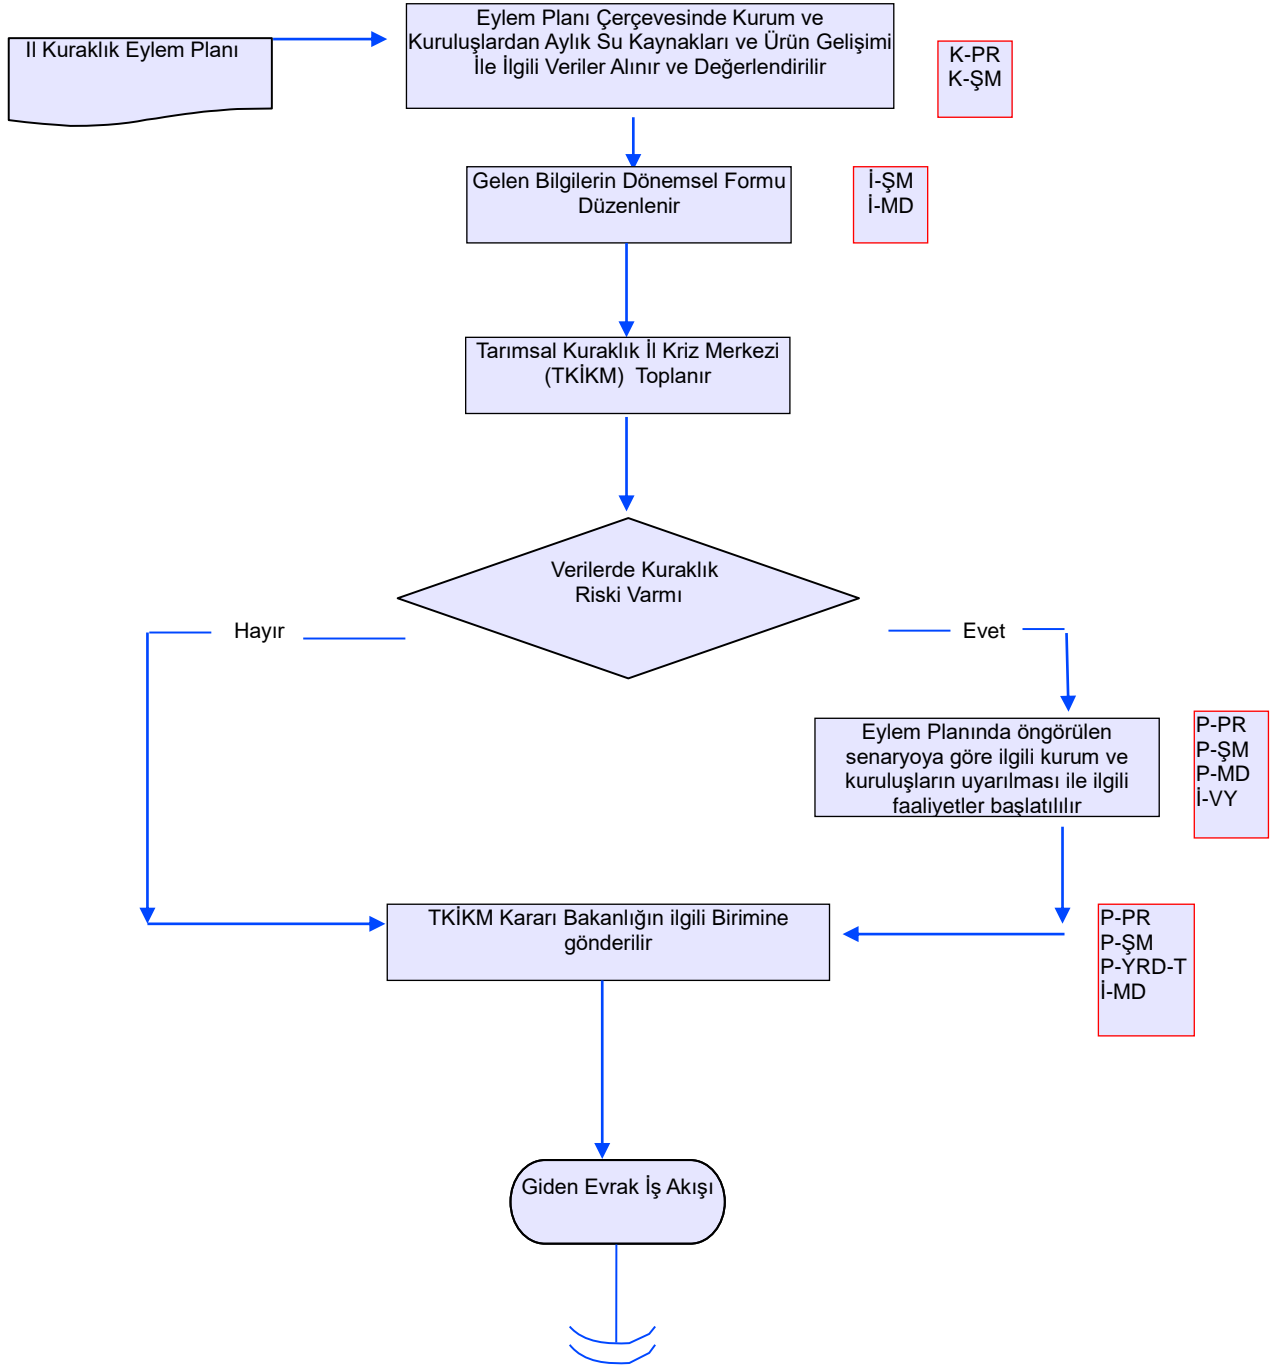 İl Kuraklık Eylem Planı
Eylem Planı Çerçevesinde Kurum ve
Kuruluşlardan Aylık Su Kaynakları ve Ürün Gelişimi
İle İlgili Veriler Alınır ve Değerlendirilir
K-PR
K-ŞM
Gelen Bilgilerin Dönemsel Formu
Düzenlenir
İ-ŞM
İ-MD
Tarımsal Kuraklık İl Kriz Merkezi
(TKİKM) Toplanır
Verilerde Kuraklık
Riski Varmı
Hayır
Evet
Eylem Planında öngörülen
senaryoya göre ilgili kurum ve
kuruluşların uyarılması ile ilgili
faaliyetler başlatılılır
P-PR
P-ŞM
P-MD
İ-VY
TKİKM Kararı Bakanlığın ilgili Birimine
gönderilir
P-PR
P-ŞM
P-YRD-T
İ-MD
Giden Evrak İş Akışı